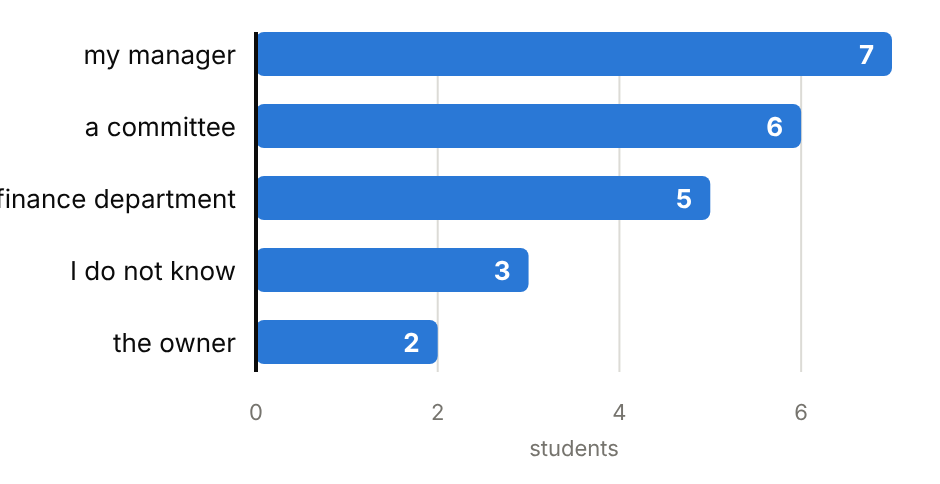 my manager 7
a committee 6
finance department 5
I do not know 3
the owner 2
0 2 4 6
students